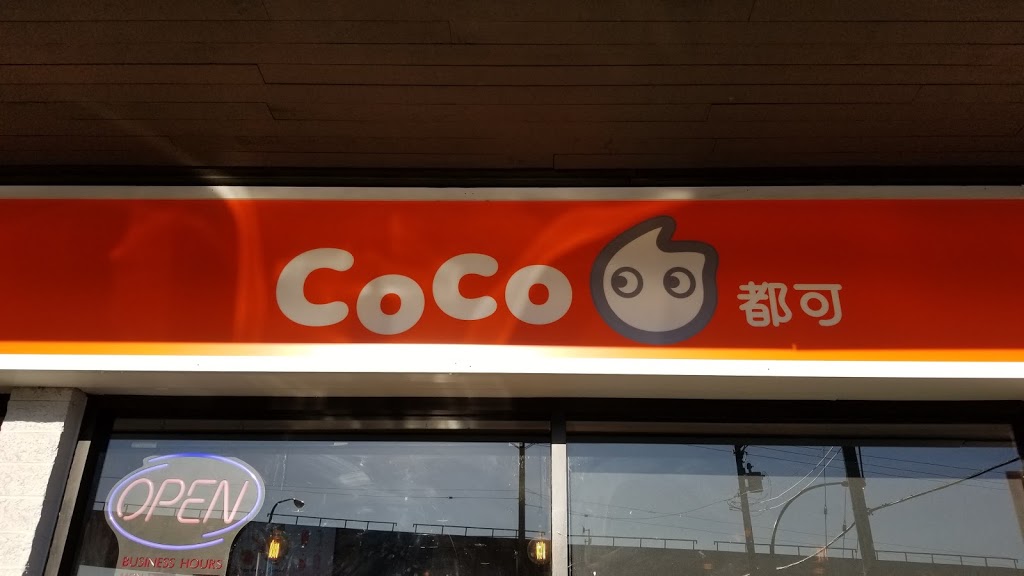 CoCo 都可
OPEN
BUSINESS HOURS